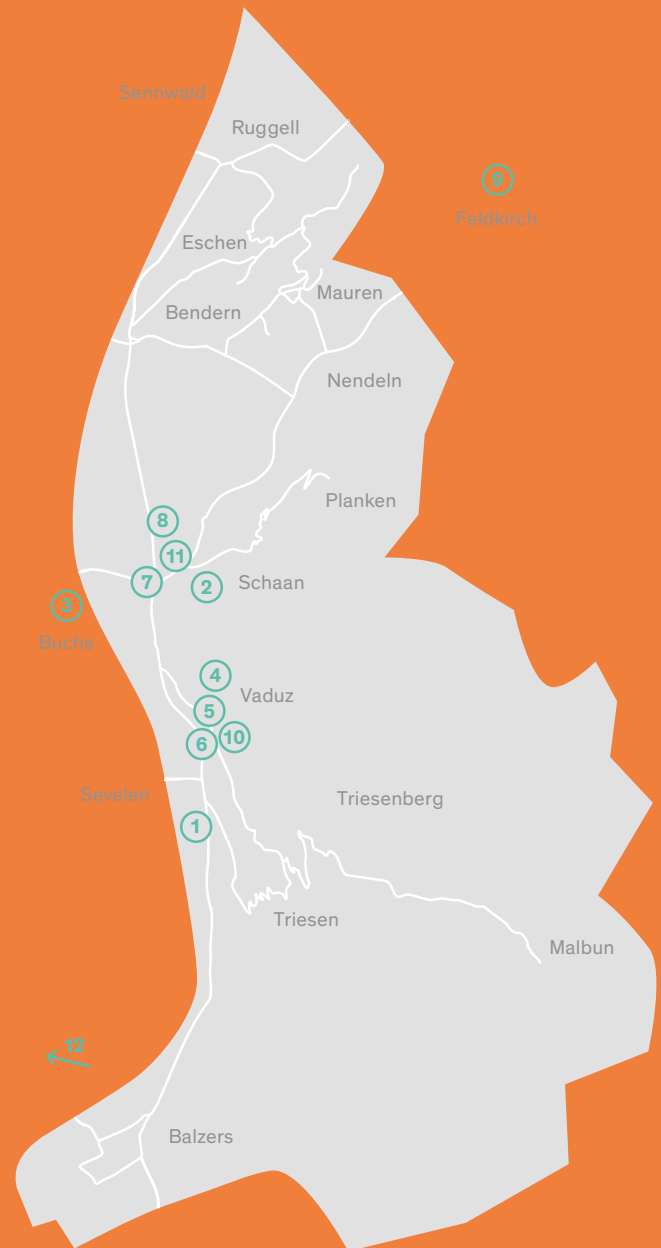 Sennwald
Ruggell
9
Feldkirch
Eschen
Mauren
Bendern
Nendeln
Planken
8
11
7
2
Schaan
3
Buchs
4
Vaduz
5
10
6
Sevelen
Triesenberg
1
Triesen
Malbun
12
Balzers